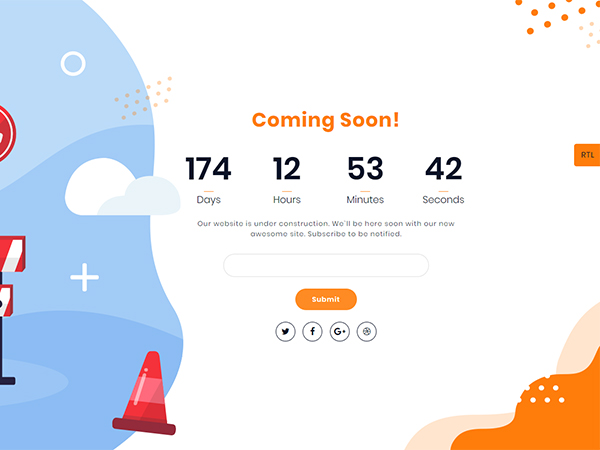 Coming Soon!
174 12 53 42
Days Hours Minutes Seconds
Our website is under construction. We`ll be here soon with our new
awesome site. Subscribe to be notified.
Submit
RTL